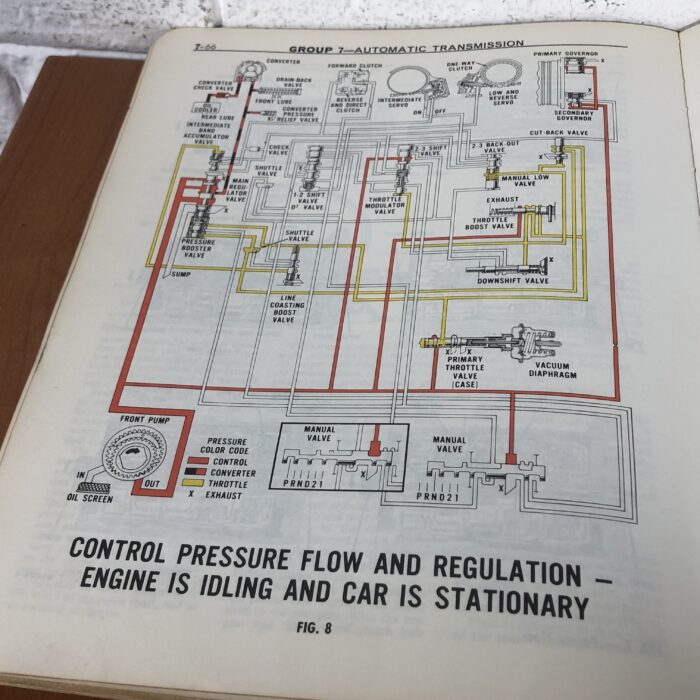 7-66
GROUP 7—AUTOMATIC TRANSMISSION
CONVERTER
FORWARD CLUTCH
ONE-WAY
CLUTCH
PRIMARY GOVERNOR
X
CONVERTER
CHECK VALVE
DRAIN-BACK
VALVE
FRONT LUBE
OIL
COOLER
REAR LUBE
CONVERTER
PRESSURE
RELIEF VALVE
REVERSE
AND DIRECT
CLUTCH
INTERMEDIATE
SERVO
ON
OFF
LOW AND
REVERSE
SERVO
SECONDARY
GOVERNOR
X
INTERMEDIATE
BAND
ACCUMULATOR
VALVE
CHECK
VALVE
2-3 SHIFT
VALVE
2-3 BACK-OUT
VALVE
CUT-BACK VALVE
X
MAIN
REGU-
LATOR
VALVE
X
SHUTTLE
VALVE
1-2 SHIFT
D² VALVE
THROTTLE
MODULATOR
VALVE
MANUAL LOW
VALVE
EXHAUST
X
THROTTLE
BOOST VALVE
PRESSURE
BOOSTER
VALVE
SHUTTLE
VALVE
X
SUMP
X
DOWNSHIFT VALVE
LINE
COASTING
BOOST
VALVE
X
X
PRIMARY
THROTTLE
VALVE
(CASE)
VACUUM
DIAPHRAGM
FRONT PUMP
IN
OIL SCREEN
OUT
PRESSURE
COLOR CODE
CONTROL
CONVERTER
THROTTLE
X EXHAUST
MANUAL
VALVE
PRND21
X
MANUAL
VALVE
PRND21
X
CONTROL PRESSURE FLOW AND REGULATION —
ENGINE IS IDLING AND CAR IS STATIONARY
FIG. 8